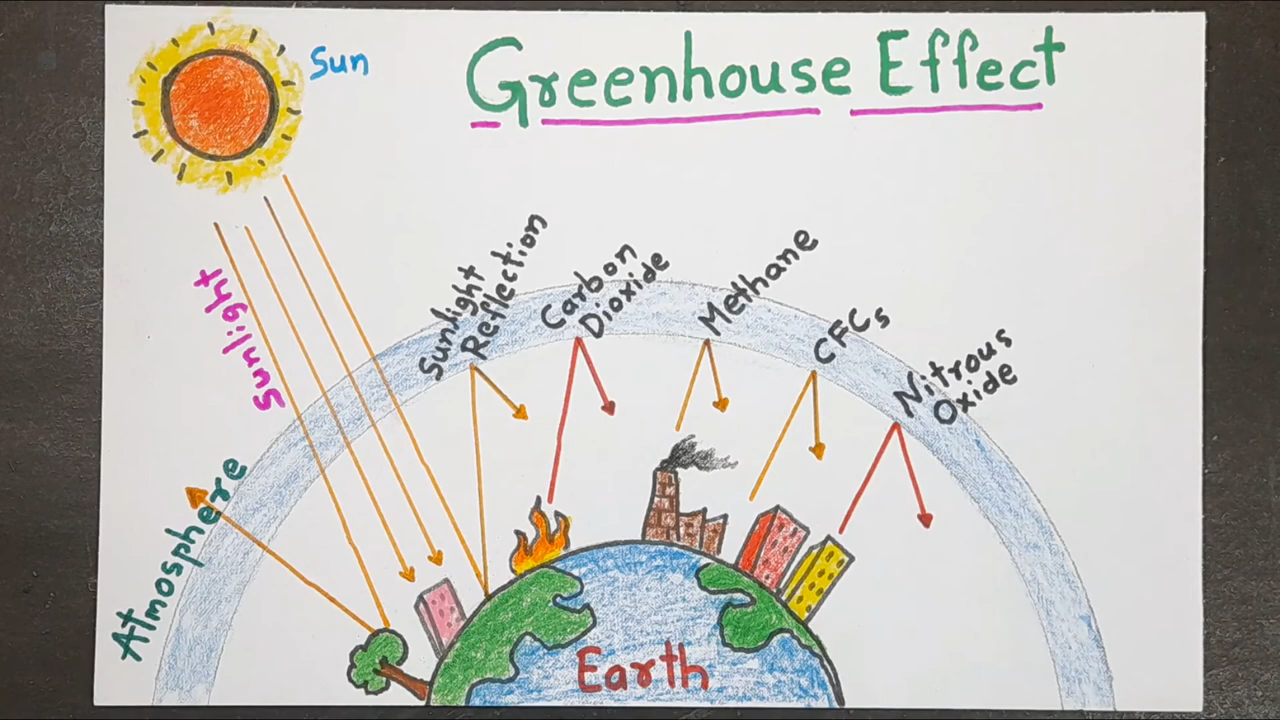 Sun
Greenhouse Effect
Sunlight
Sunlight
Reflection
Carbon
Dioxide
Methane
CFCs
Nitrous
Oxide
Atmosphere
Earth